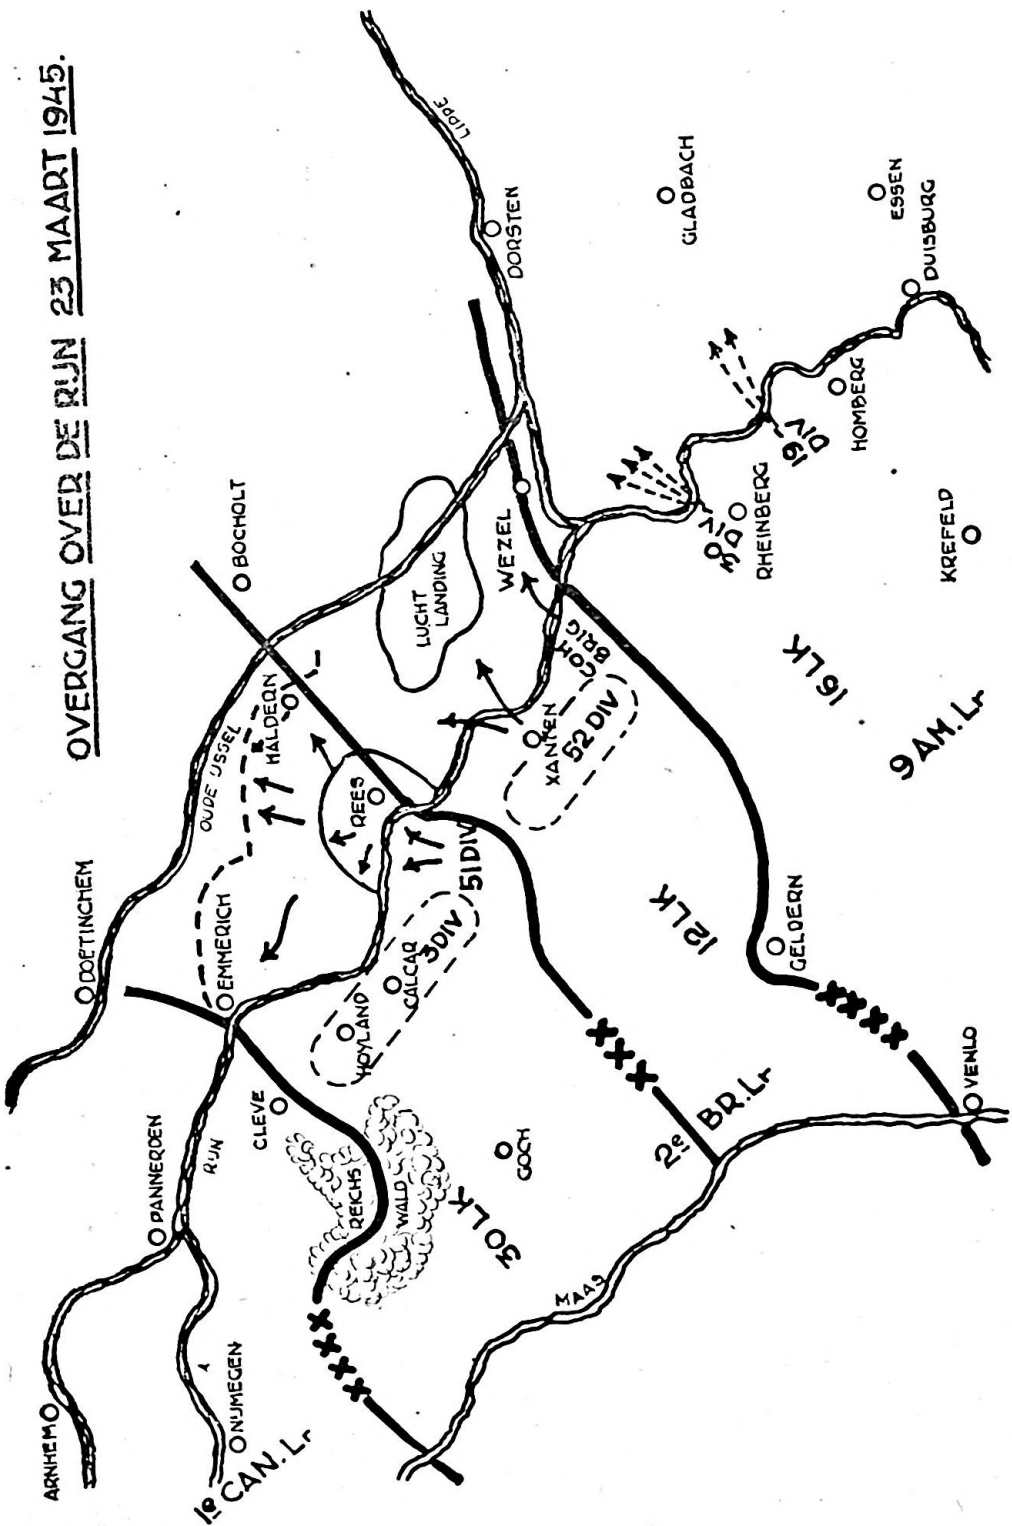 OVERGANG OVER DE RIJN 23 MAART 1945.
ARNHEM
PANNERDEN
DOETINCHEM
OUDE IJSSEL
BOCHOLT
LIPPE
NIJMEGEN
RIJN
EMMERICH
HALDERN
LUCHT
LANDING
DORSTEN
1e CAN. Lr
CLEVE
REES
WEZEL
GLADBACH
REICHS
WALD
HOYLAND
CALCAR
3 DIV
51 DIV
XANTEN
52 DIV
COM
BRIG
30 LK
GOCH
RHEINBERG
DIV
19
DIV
HOMBERG
ESSEN
DUISBURG
MAAS
2e BR. Lr
12 LK
16 LK
KREFELD
GELDERN
9 AM. Lr
VENLO